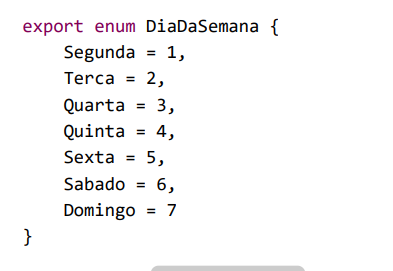 export enum DiaDaSemana {
    Segunda = 1,
    Terca = 2,
    Quarta = 3,
    Quinta = 4,
    Sexta = 5,
    Sabado = 6,
    Domingo = 7
}